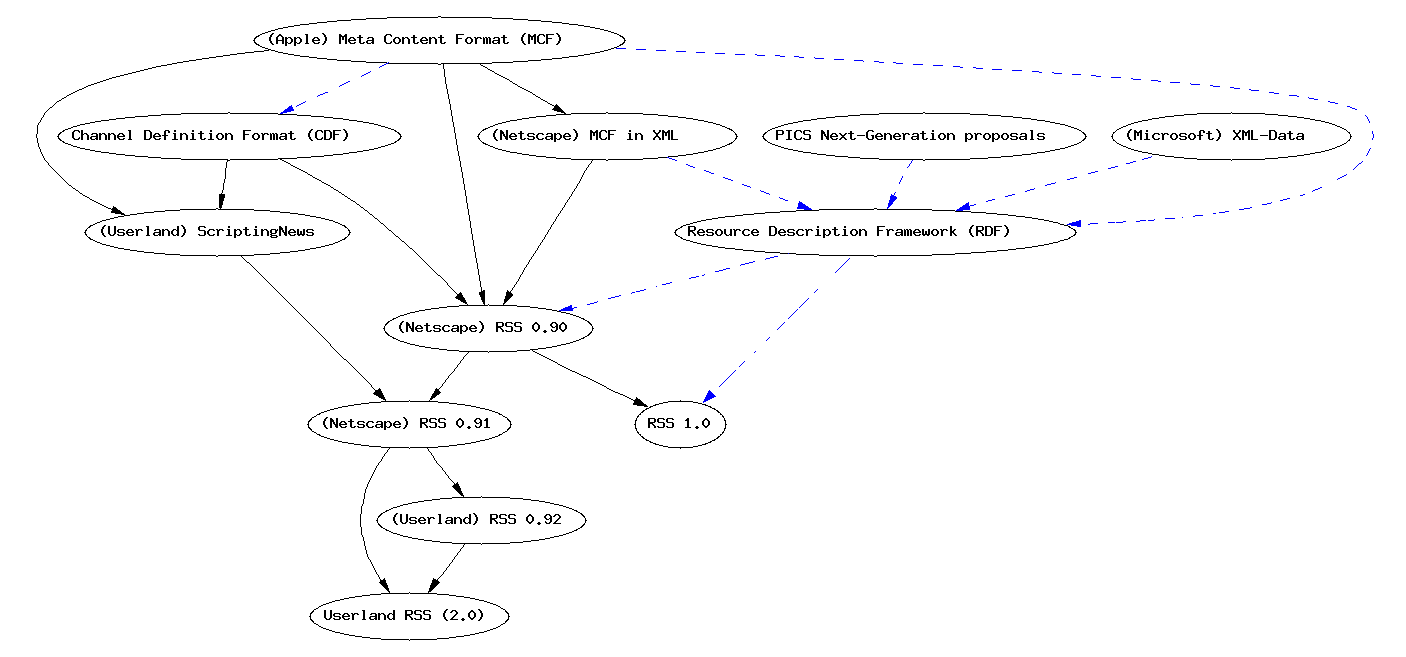 (Apple) Meta Content Format (MCF)
Channel Definition Format (CDF)
(Netscape) MCF in XML
PICS Next-Generation proposals
(Microsoft) XML-Data
(Userland) ScriptingNews
Resource Description Framework (RDF)
(Netscape) RSS 0.90
(Netscape) RSS 0.91
RSS 1.0
(Userland) RSS 0.92
Userland RSS (2.0)